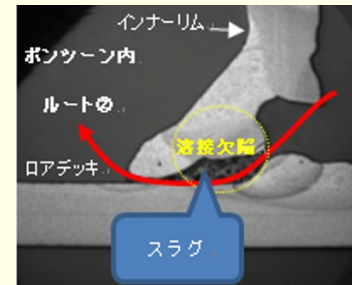 インナーリム
ポンツーン内
ルート②
溶接欠陥
ロアデッキ
スラグ